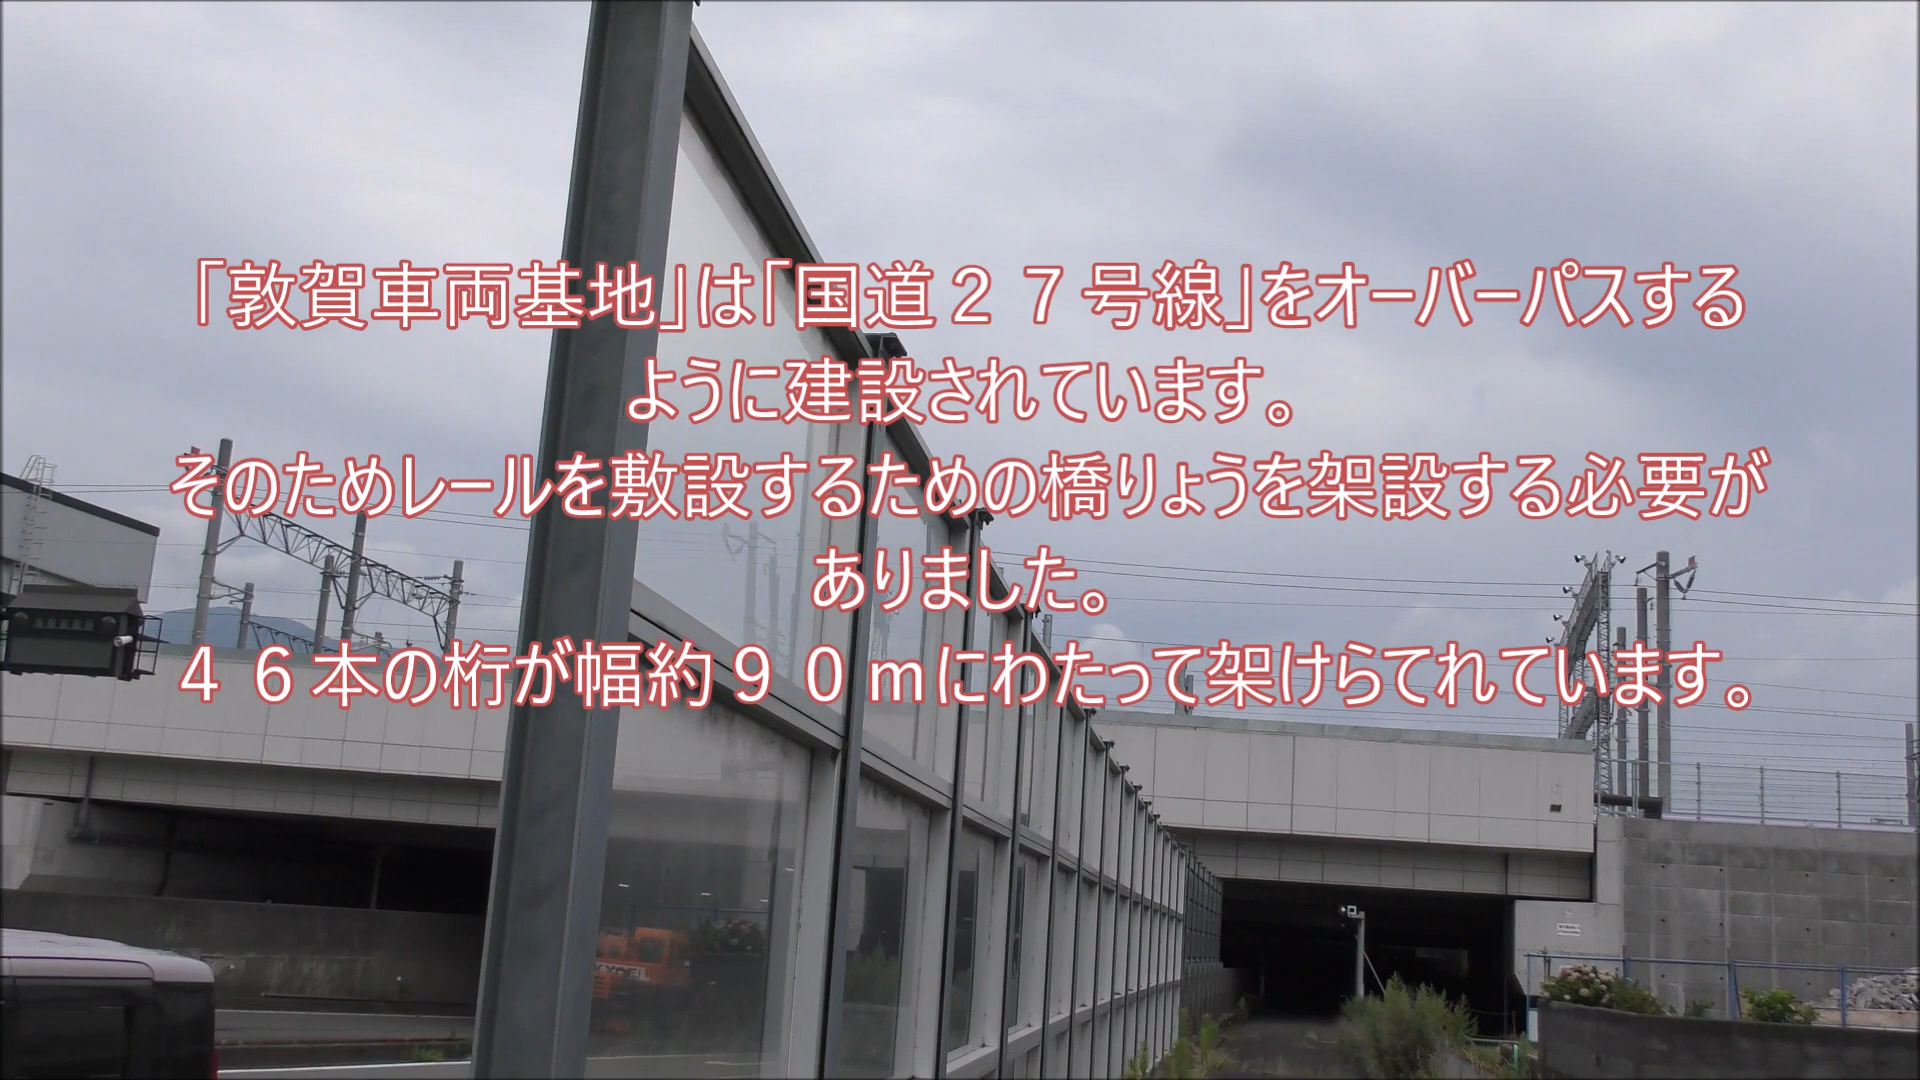 「敦賀車両基地」は「国道２７号線」をオーバーパスする
ように建設されています。
そのためレールを敷設するための橋りょうを架設する必要が
ありました。
４６本の桁が幅約９０ｍにわたって架けらてれています。